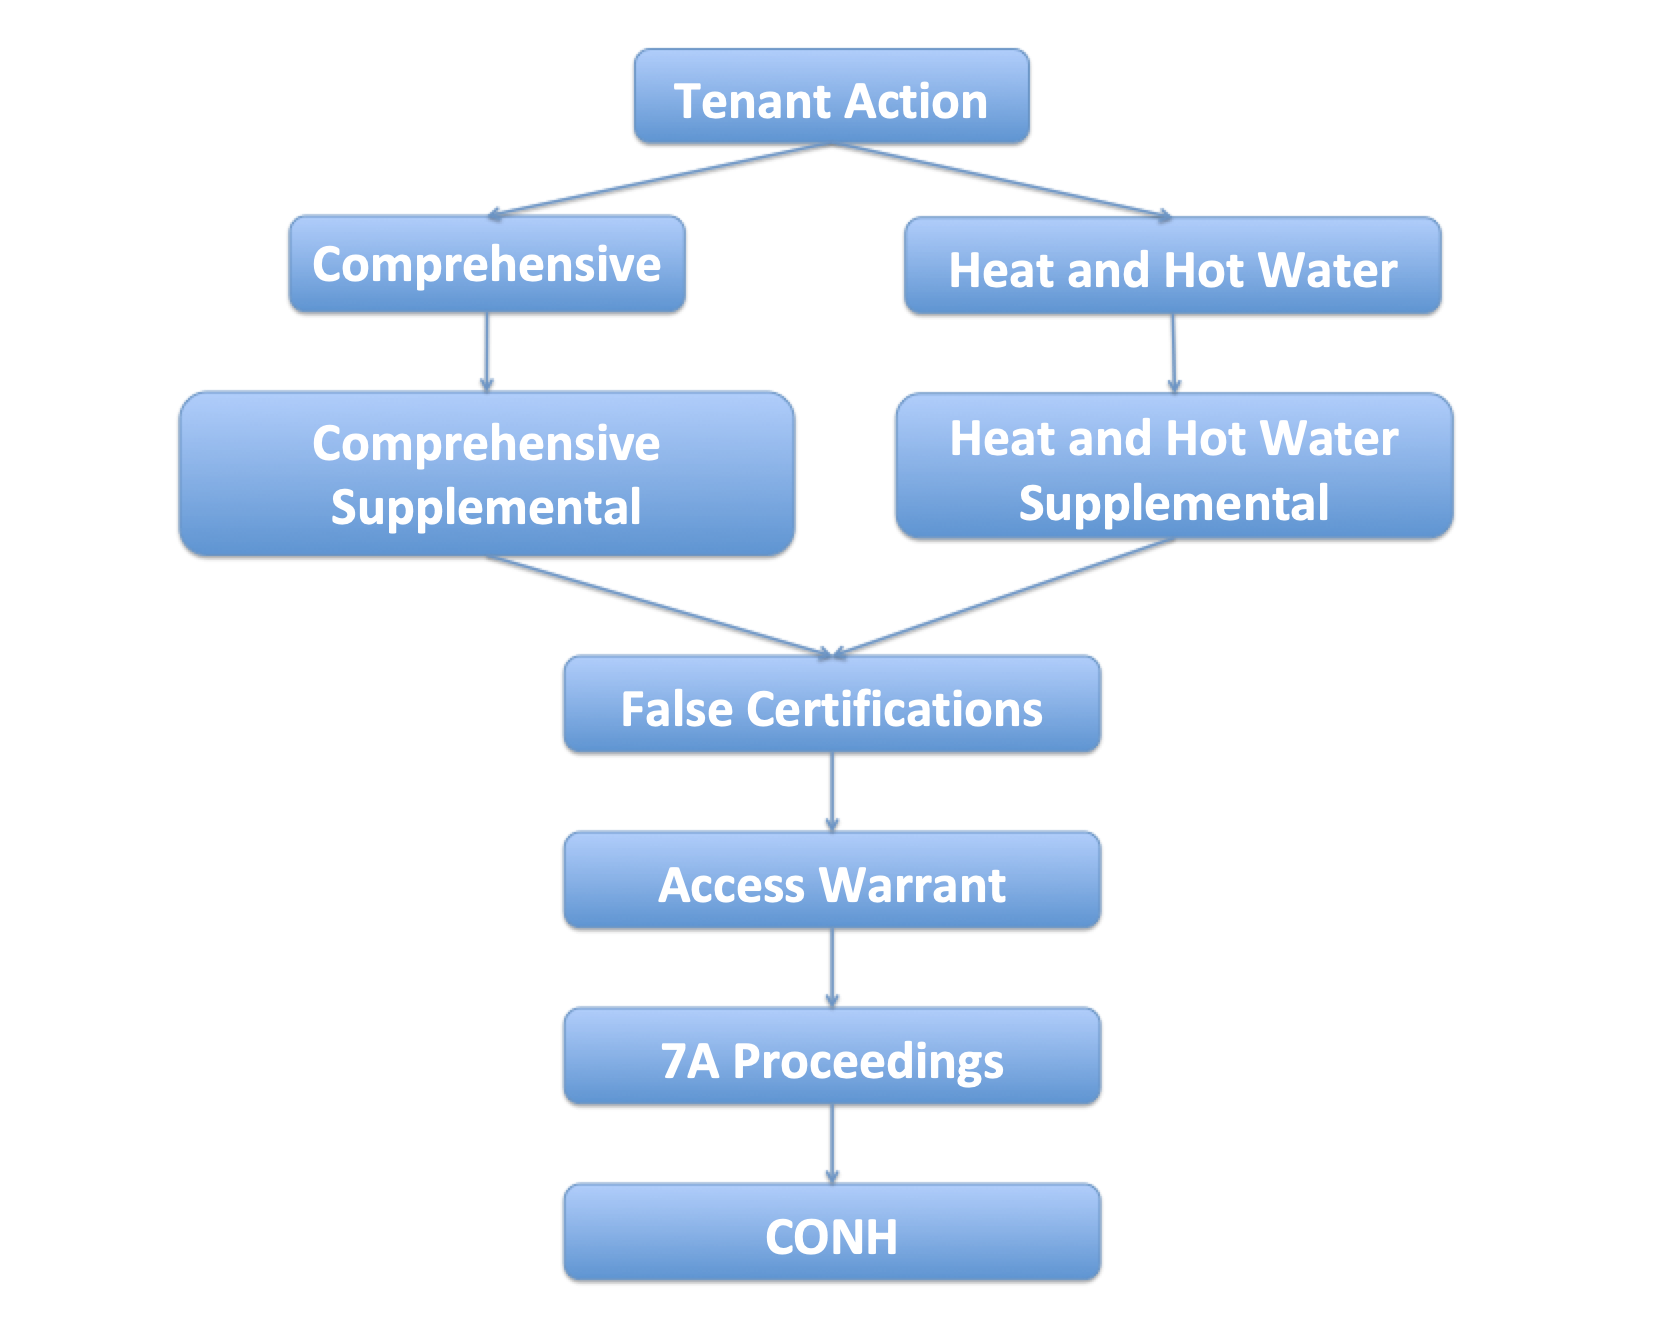 Tenant Action
Comprehensive
Heat and Hot Water
Comprehensive
Supplemental
Heat and Hot Water
Supplemental
False Certifications
Access Warrant
7A Proceedings
CONH